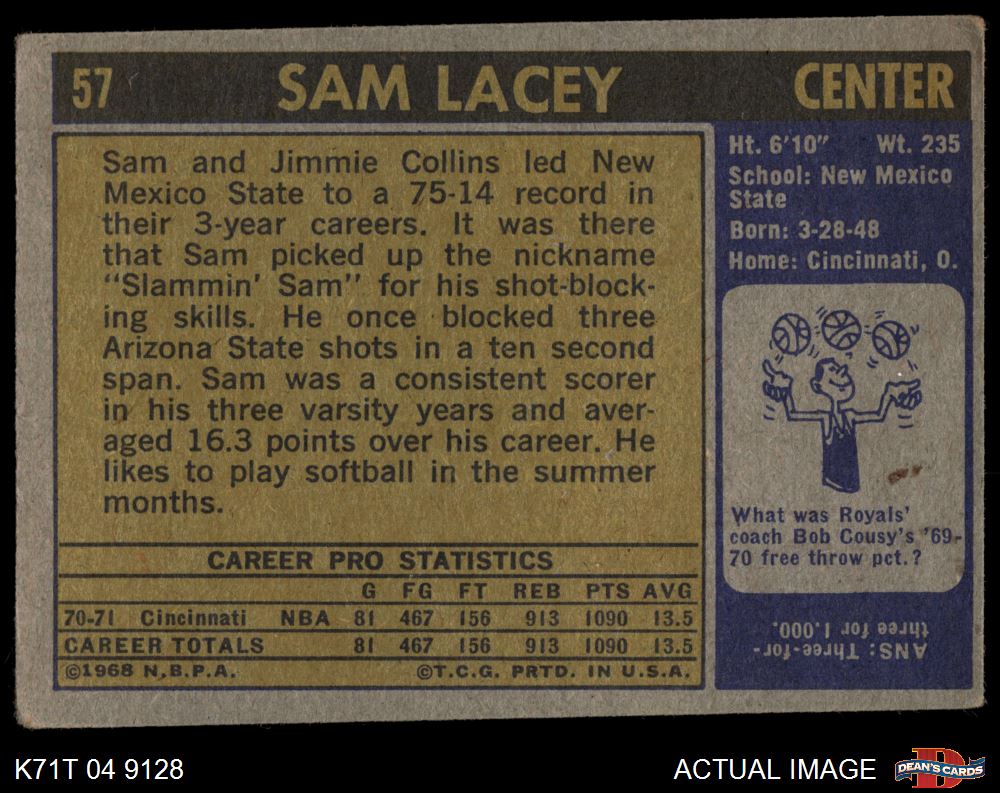 57 SAM LACEY CENTER
Sam and Jimmie Collins led New
Mexico State to a 75-14 record in
their 3-year careers. It was there
that Sam picked up the nickname
"Slammin' Sam" for his shot-block-
ing skills. He once blocked three
Arizona State shots in a ten second
span. Sam was a consistent scorer
in his three varsity years and aver-
aged 16.3 points over his career. He
likes to play softball in the summer
months.
CAREER PRO STATISTICS
G FG FT REB PTS AVG
70-71 Cincinnati NBA 81 467 156 913 1090 13.5
CAREER TOTALS 81 467 156 913 1090 13.5
©1968 N.B.P.A. ©T.C.G. PRTD. IN U.S.A.
Ht. 6'10" Wt. 235
School: New Mexico
State
Born: 3-28-48
Home: Cincinnati, O.
What was Royals'
coach Bob Cousy's '69-
70 free throw pct.?
ANS: Three-for-
three for 1.000.
K71T 04 9128 ACTUAL IMAGE DEAN'S CARDS